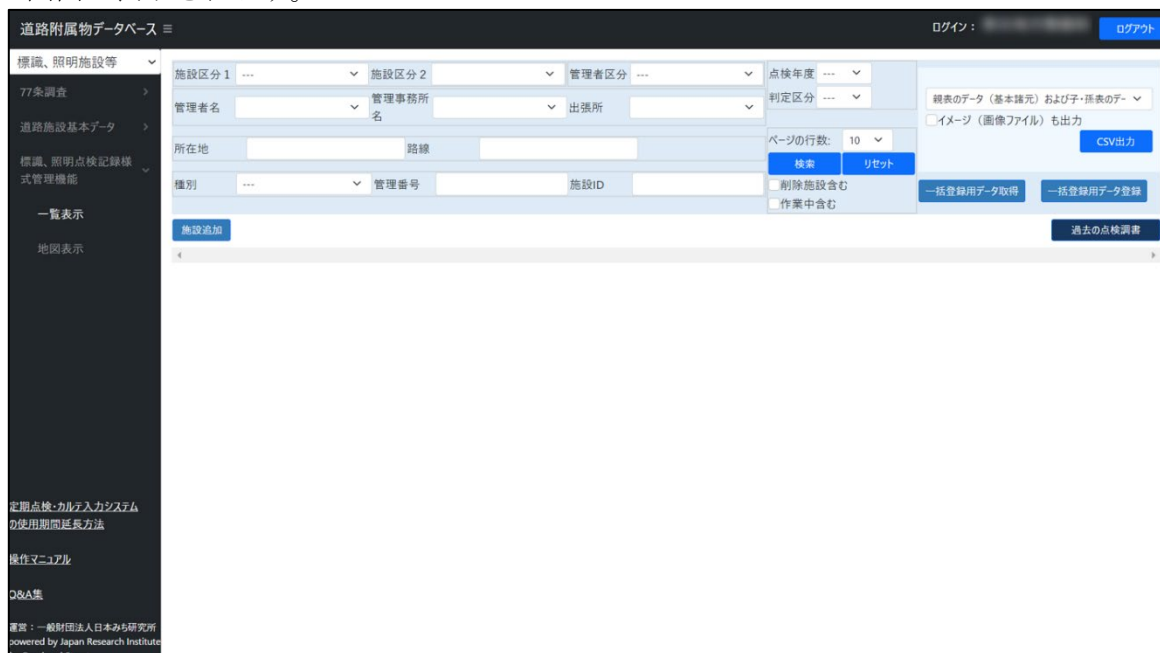 道路附属物データベース ≡
ログイン：
ログアウト
標識、照明施設等
77条調査
道路施設基本データ
標識、照明点検記録様
式管理機能
一覧表示
地図表示
定期点検・カルテ入力システム
の使用期間延長方法
操作マニュアル
Q&A集
運営：一般財団法人日本みち研究所
powered by Japan Research Institute
施設区分１ ---
施設区分２
管理者区分 ---
管理者名
管理事務所
名
出張所
所在地
路線
種別 ---
管理番号
施設ID
点検年度 ---
判定区分 ---
ページの行数: 10
検索 リセット
削除施設含む
作業中含む
親表のデータ（基本諸元）および子・孫表のデー
イメージ（画像ファイル）も出力
CSV出力
一括登録用データ取得 一括登録用データ登録
施設追加
過去の点検調書